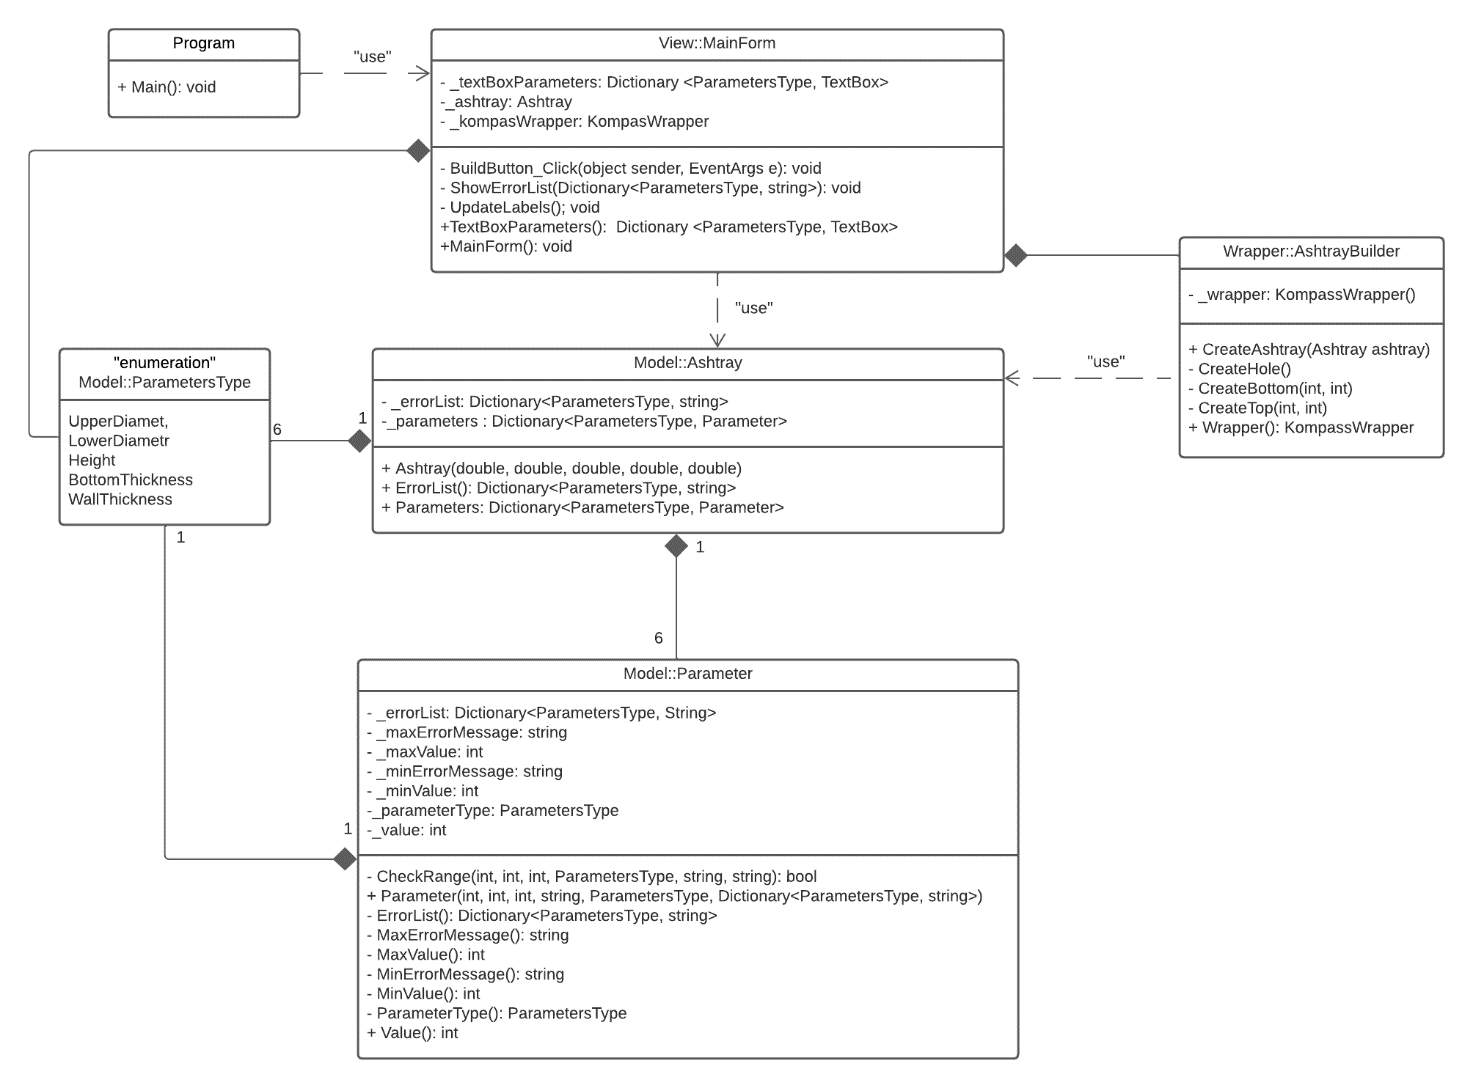 Program
+ Main(): void
"use"
View::MainForm
- _textBoxParameters: Dictionary <ParametersType, TextBox>
-_ashtray: Ashtray
- _kompasWrapper: KompasWrapper
- BuildButton_Click(object sender, EventArgs e): void
- ShowErrorList(Dictionary<ParametersType, string>): void
- UpdateLabels(); void
+TextBoxParameters():  Dictionary <ParametersType, TextBox>
+MainForm(): void
"use"
Wrapper::AshtrayBuilder
- _wrapper: KompassWrapper()
+ CreateAshtray(Ashtray ashtray)
- CreateHole()
- CreateBottom(int, int)
- CreateTop(int, int)
+ Wrapper(): KompassWrapper
"use"
"enumeration"
Model::ParametersType
UpperDiamet,
LowerDiametr
Height
BottomThickness
WallThickness
6
1
Model::Ashtray
- _errorList: Dictionary<ParametersType, string>
-_parameters : Dictionary<ParametersType, Parameter>
+ Ashtray(double, double, double, double, double)
+ ErrorList(): Dictionary<ParametersType, string>
+ Parameters: Dictionary<ParametersType, Parameter>
1
1
6
1
Model::Parameter
- _errorList: Dictionary<ParametersType, String>
- _maxErrorMessage: string
- _maxValue: int
- _minErrorMessage: string
- _minValue: int
-_parameterType: ParametersType
-_value: int
- CheckRange(int, int, int, ParametersType, string, string): bool
+ Parameter(int, int, int, string, ParametersType, Dictionary<ParametersType, string>)
- ErrorList(): Dictionary<ParametersType, string>
- MaxErrorMessage(): string
- MaxValue(): int
- MinErrorMessage(): string
- MinValue(): int
- ParameterType(): ParametersType
+ Value(): int